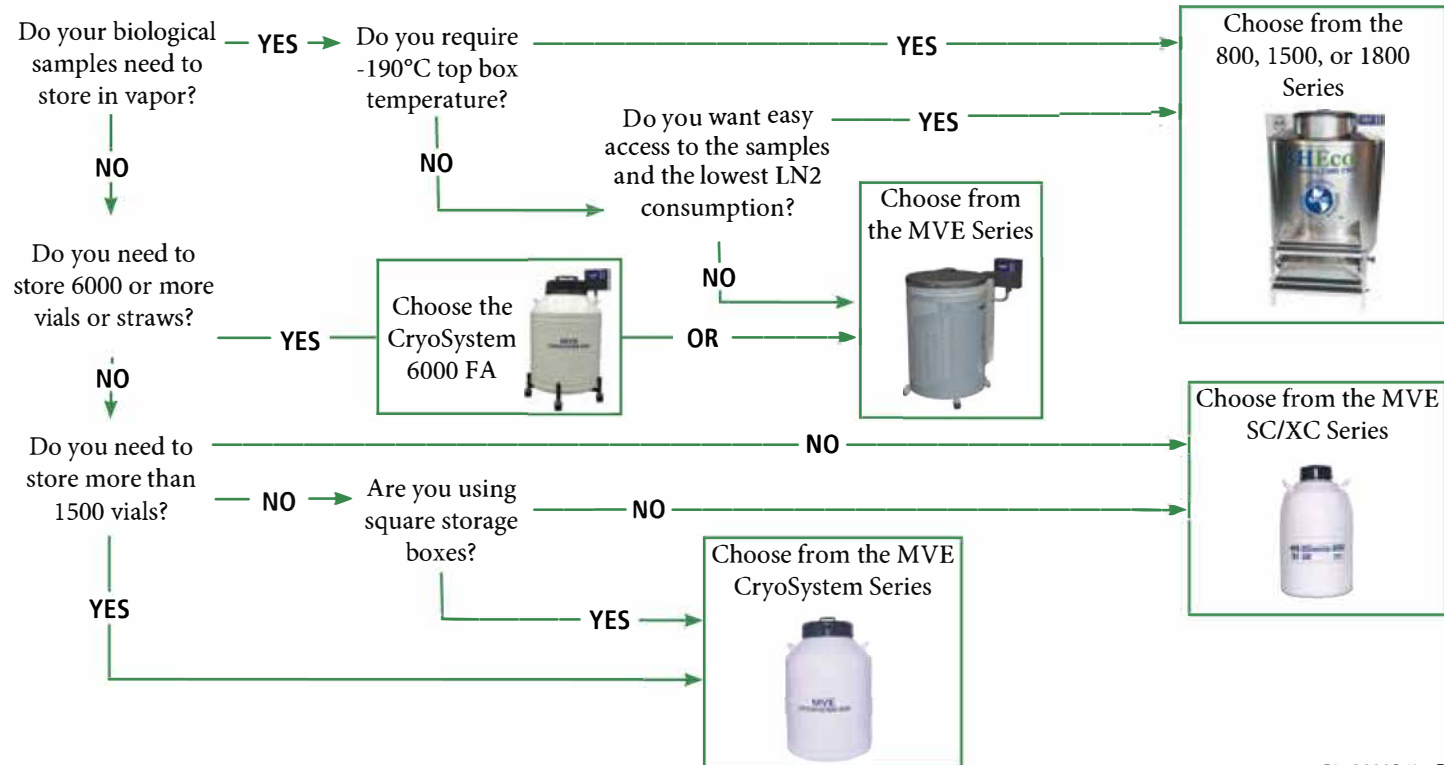 Do your biological
samples need to
store in vapor?
YES
Do you require
-190°C top box
temperature?
YES
Choose from the
800, 1500, or 1800
Series
NO
NO
Do you want easy
access to the samples
and the lowest LN2
consumption?
YES
NO
Choose from
the MVE Series
Do you need to
store 6000 or more
vials or straws?
YES
Choose the
CryoSystem
6000 FA
MVE
OR
NO
Do you need to
store more than
1500 vials?
NO
Choose from the MVE
SC/XC Series
NO
Are you using
square storage
boxes?
NO
YES
YES
Choose from the MVE
CryoSystem Series
MVE